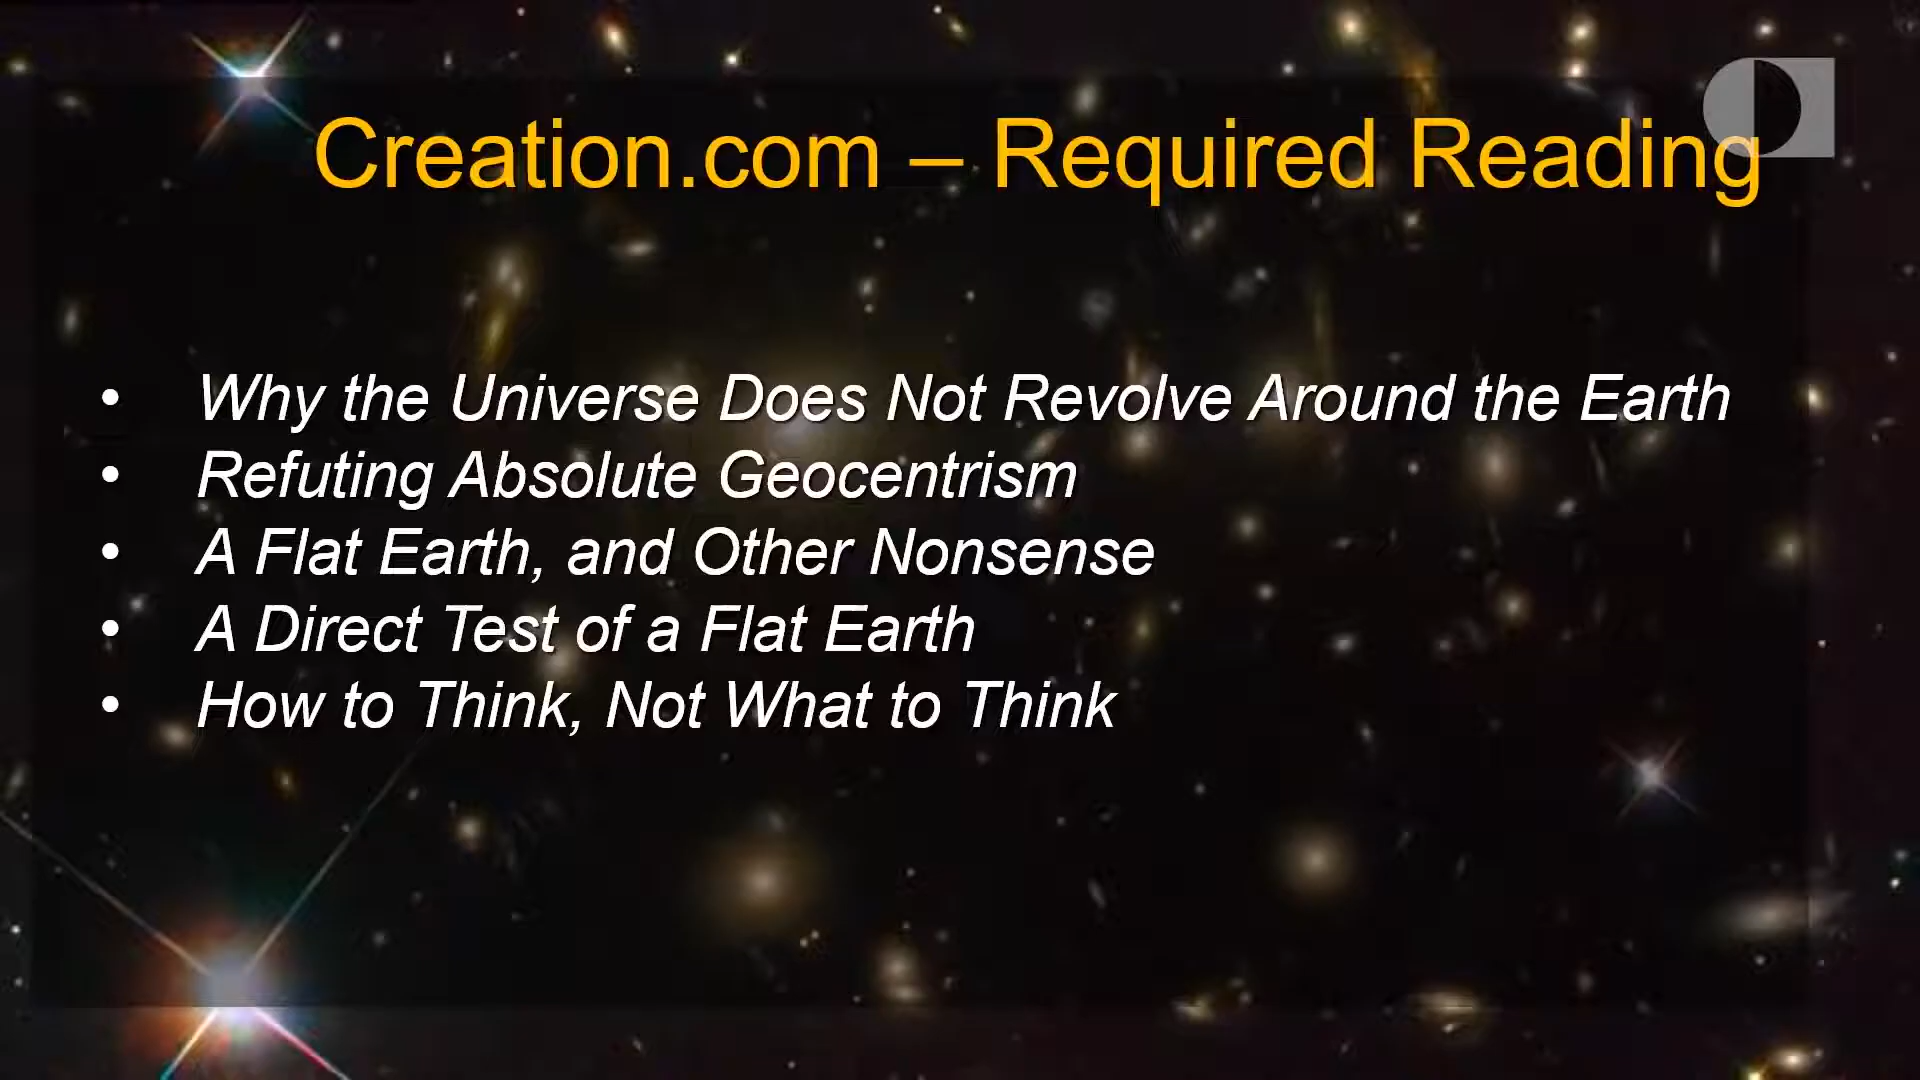 Creation.com – Required Reading
• Why the Universe Does Not Revolve Around the Earth
• Refuting Absolute Geocentrism
• A Flat Earth, and Other Nonsense
• A Direct Test of a Flat Earth
• How to Think, Not What to Think